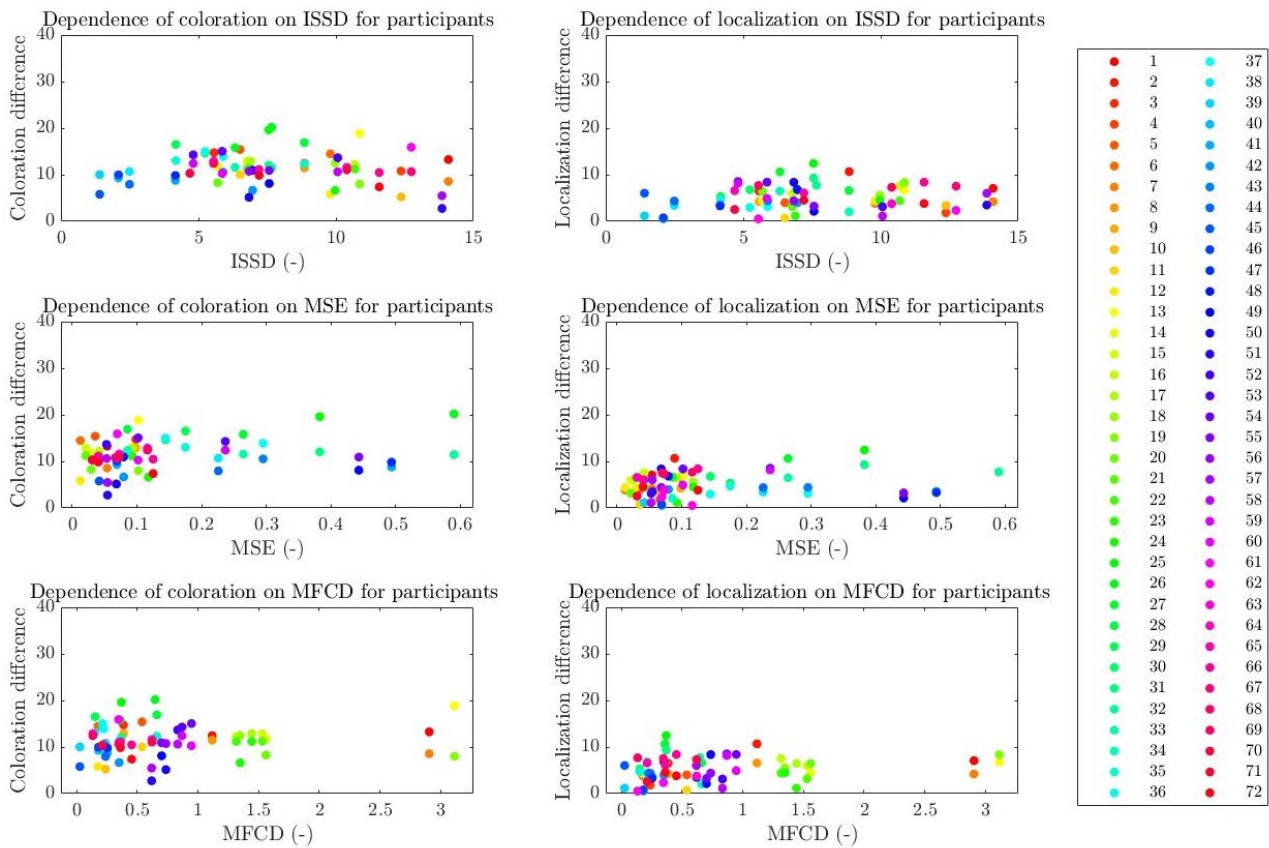 Dependence of coloration on ISSD for participants
Coloration difference
40
30
20
10
0
0 5 10 15
ISSD (-)
Dependence of localization on ISSD for participants
Localization difference
40
30
20
10
0
0 5 10 15
ISSD (-)
Dependence of coloration on MSE for participants
Coloration difference
40
30
20
10
0
0 0.1 0.2 0.3 0.4 0.5 0.6
MSE (-)
Dependence of localization on MSE for participants
Localization difference
40
30
20
10
0
0 0.1 0.2 0.3 0.4 0.5 0.6
MSE (-)
Dependence of coloration on MFCD for participants
Coloration difference
40
30
20
10
0
0 0.5 1 1.5 2 2.5 3
MFCD (-)
Dependence of localization on MFCD for participants
Localization difference
40
30
20
10
0
0 0.5 1 1.5 2 2.5 3
MFCD (-)
1 37
2 38
3 39
4 40
5 41
6 42
7 43
8 44
9 45
10 46
11 47
12 48
13 49
14 50
15 51
16 52
17 53
18 54
19 55
20 56
21 57
22 58
23 59
24 60
25 61
26 62
27 63
28 64
29 65
30 66
31 67
32 68
33 69
34 70
35 71
36 72